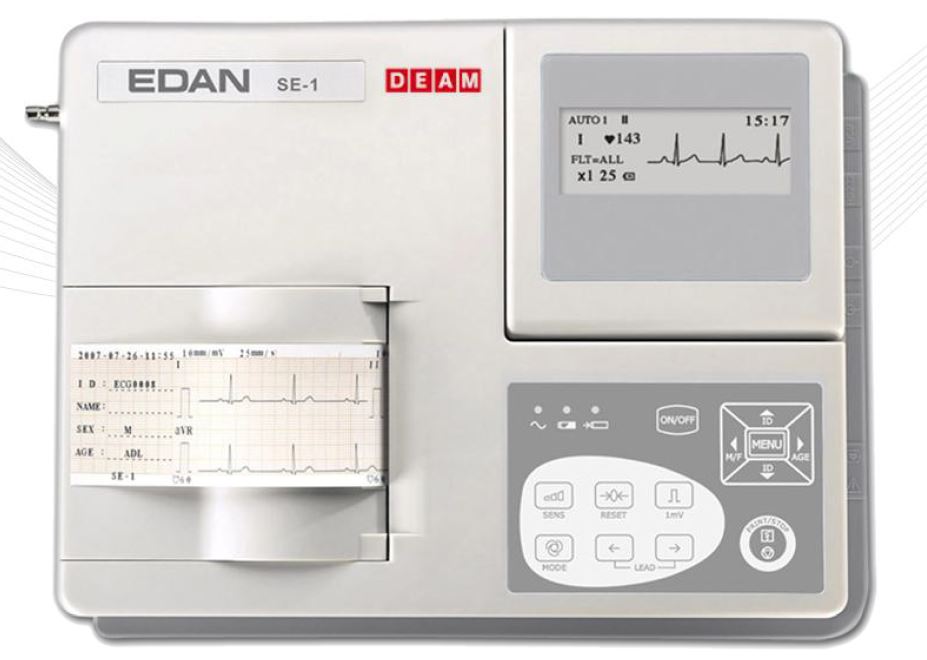 EDAN SE-1
DEAM
AUTO 1 II 15:17
I ♥143
FLT=ALL
x1 25
2007-07-26-11:55 10mm/mV 25mm/s
I II
ID: ECG0008
NAME:
SEX : M aVR
AGE : ADL
SE-1
ON/OFF
ID
M/F MENU AGE
ID
SENS RESET 1mV
PRINT/STOP
MODE LEAD